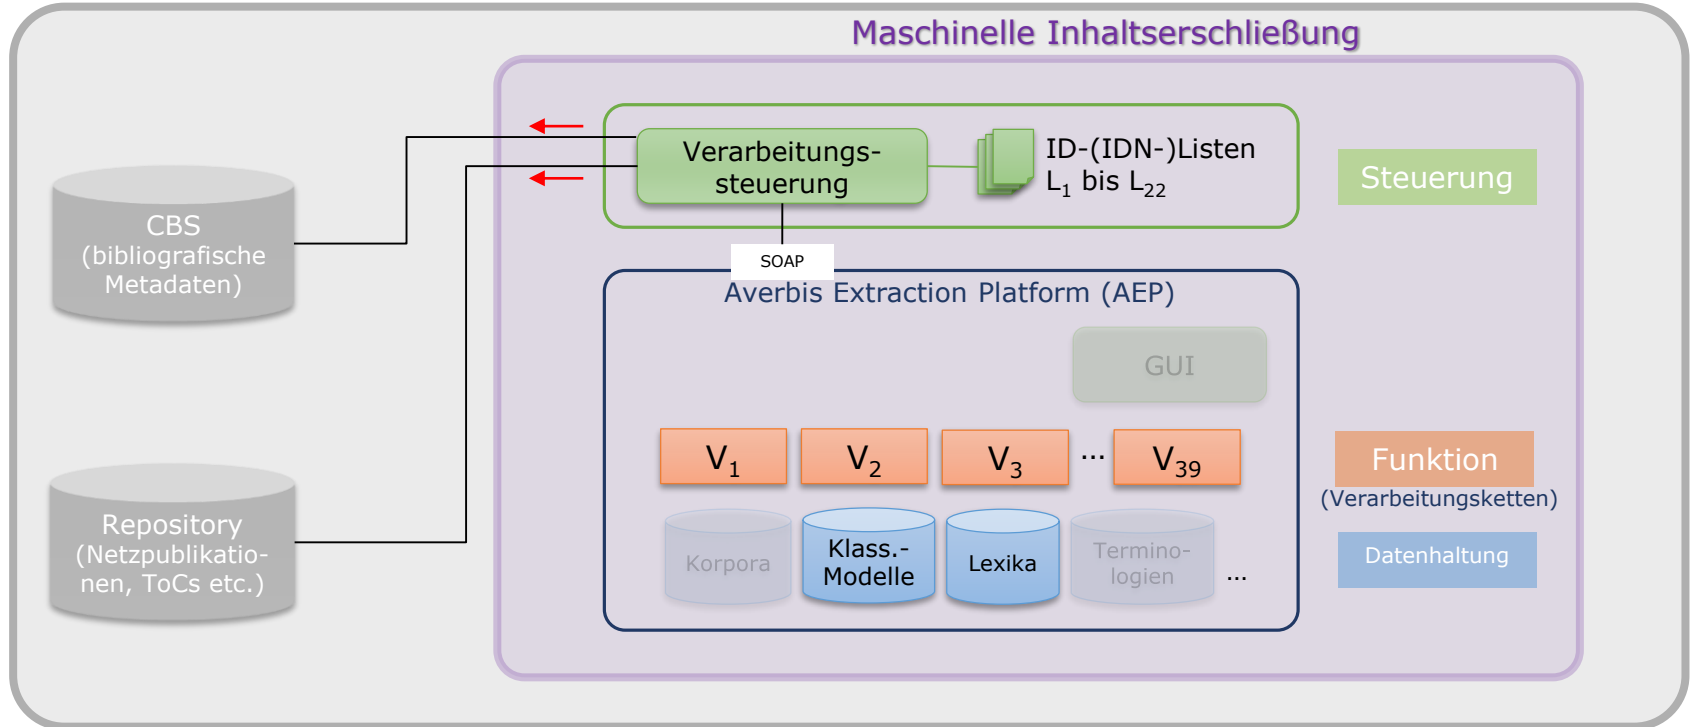 Maschinelle Inhaltserschließung
Verarbeitungs-
steuerung
ID-(IDN-)Listen
L1 bis L22
Steuerung
CBS
(bibliografische
Metadaten)
SOAP
Averbis Extraction Platform (AEP)
GUI
V1
V2
V3
...
V39
Funktion
(Verarbeitungsketten)
Repository
(Netzpublikatio-
nen, ToCs etc.)
Korpora
Klass.-
Modelle
Lexika
Termino-
logien
...
Datenhaltung